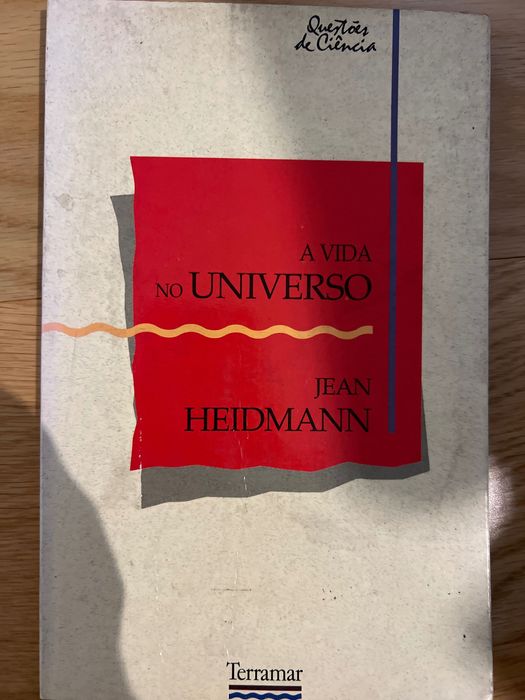 Questões
de Ciência
A VIDA
NO UNIVERSO
JEAN
HEIDMANN
Terramar